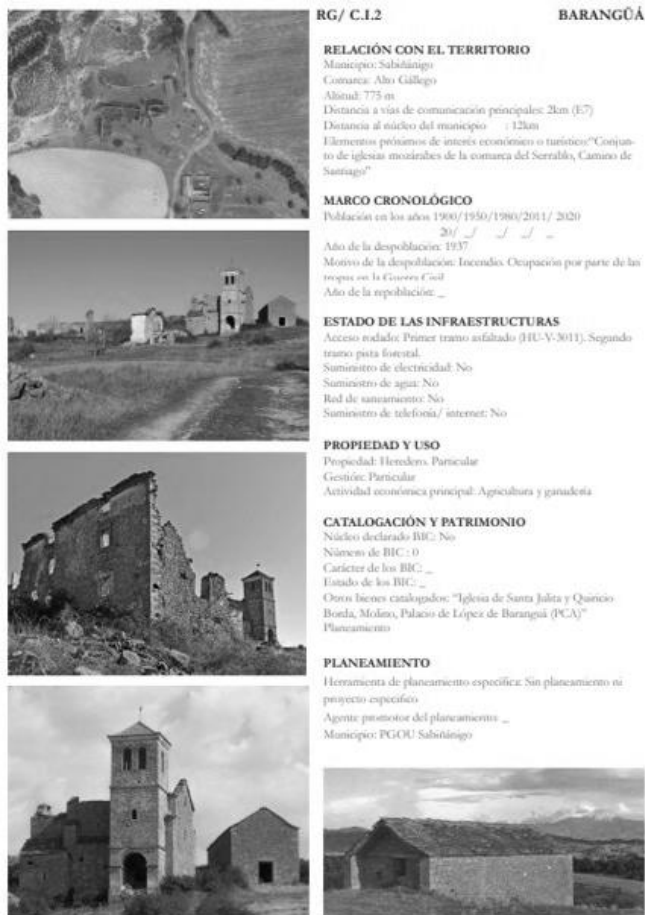 RG/ C.I.2 BARANGÜÁ
RELACIÓN CON EL TERRITORIO
Municipio: Sabiñánigo
Comarca: Alto Gállego
Altitud: 775 m
Distancia a vías de comunicación principales: 2km (E7)
Distancia al núcleo del municipio : 12km
Elementos próximos de interés económico o turístico:“Conjun-
to de iglesias mozárabes de la comarca del Serrablo, Camino de
Santiago”
MARCO CRONOLÓGICO
Población en los años 1900/1950/1980/2011/ 2020
20/ _/ _/ _/ _
Año de la despoblación: 1937
Motivo de la despoblación: Incendio. Ocupación por parte de las
tropas en la Guerra Civil
Año de la repoblación: _
ESTADO DE LAS INFRAESTRUCTURAS
Acceso rodado: Primer tramo asfaltado (HU-V-3011). Segundo
tramo pista forestal.
Suministro de electricidad: No
Suministro de agua: No
Red de saneamiento: No
Suministro de telefonía/ internet: No
PROPIEDAD Y USO
Propiedad: Heredero. Particular
Gestión: Particular
Actividad económica principal: Agricultura y ganadería
CATALOGACIÓN Y PATRIMONIO
Núcleo declarado BIC: No
Número de BIC : 0
Carácter de los BIC: _
Estado de los BIC: _
Otros bienes catalogados: “Iglesia de Santa Julita y Quiricio
Borda, Molino, Palacio de López de Baranguá (PCA)”
Planeamiento
PLANEAMIENTO
Herramienta de planeamiento especifica: Sin planeamiento ni
proyecto especifico
Agente promotor del planeamiento: _
Municipio: PGOU Sabiñánigo